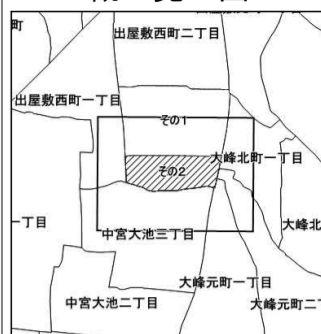 町
出屋敷西町二丁目
出屋敷西町一丁目
その1
大峰北町一丁目
その2
一丁目
中宮大池三丁目
大峰北
大峰元町一丁目
中宮大池二丁目
大峰元町二丁